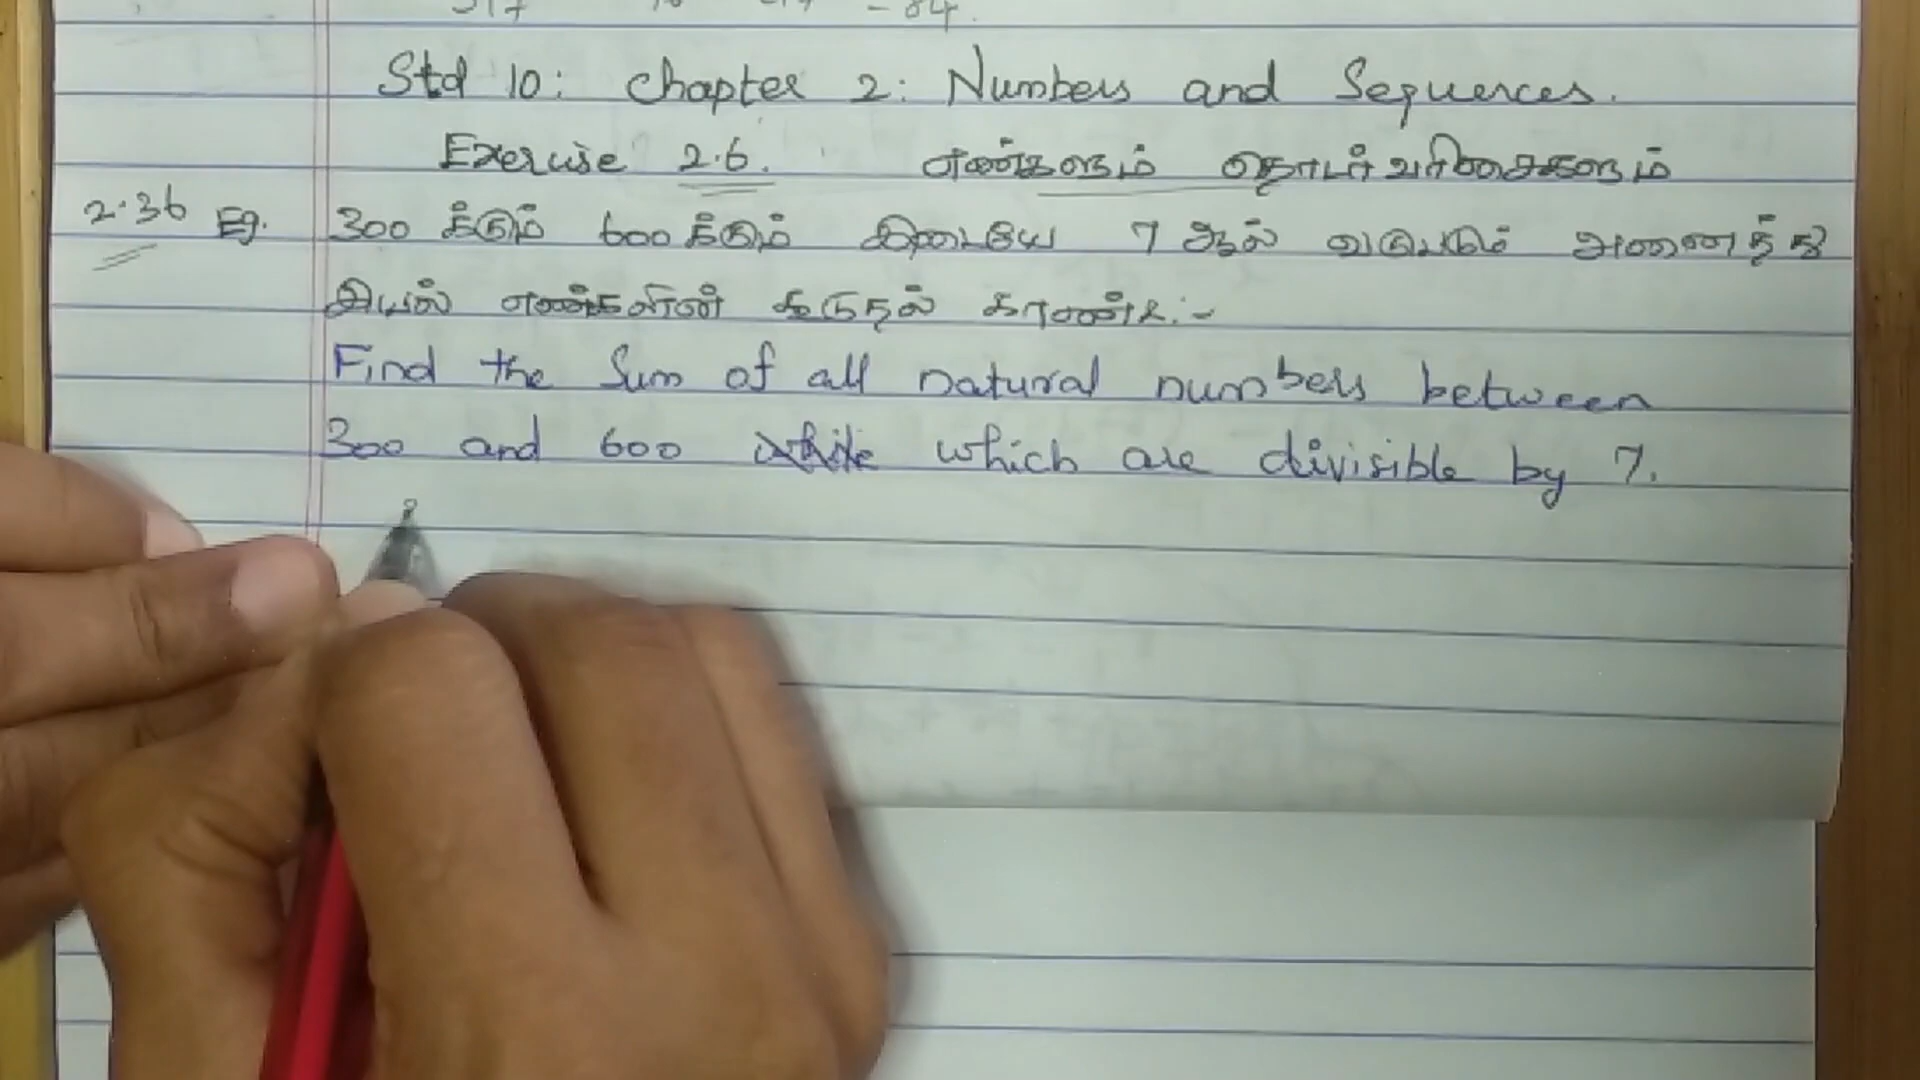 - 84.
Std 10: Chapter 2: Numbers and Sequences.
Exercise 2.6. எண்களும் தொடர்வரிசைகளும்
2.36 Eg. 300 க்கும் 600 க்கும் இடையே 7 ஆல் வகுபடும் அனைத்து
இயல் எண்களின் கூடுதல் காண்க:-
Find the Sum of all natural numbers between
300 and 600 which are divisible by 7.